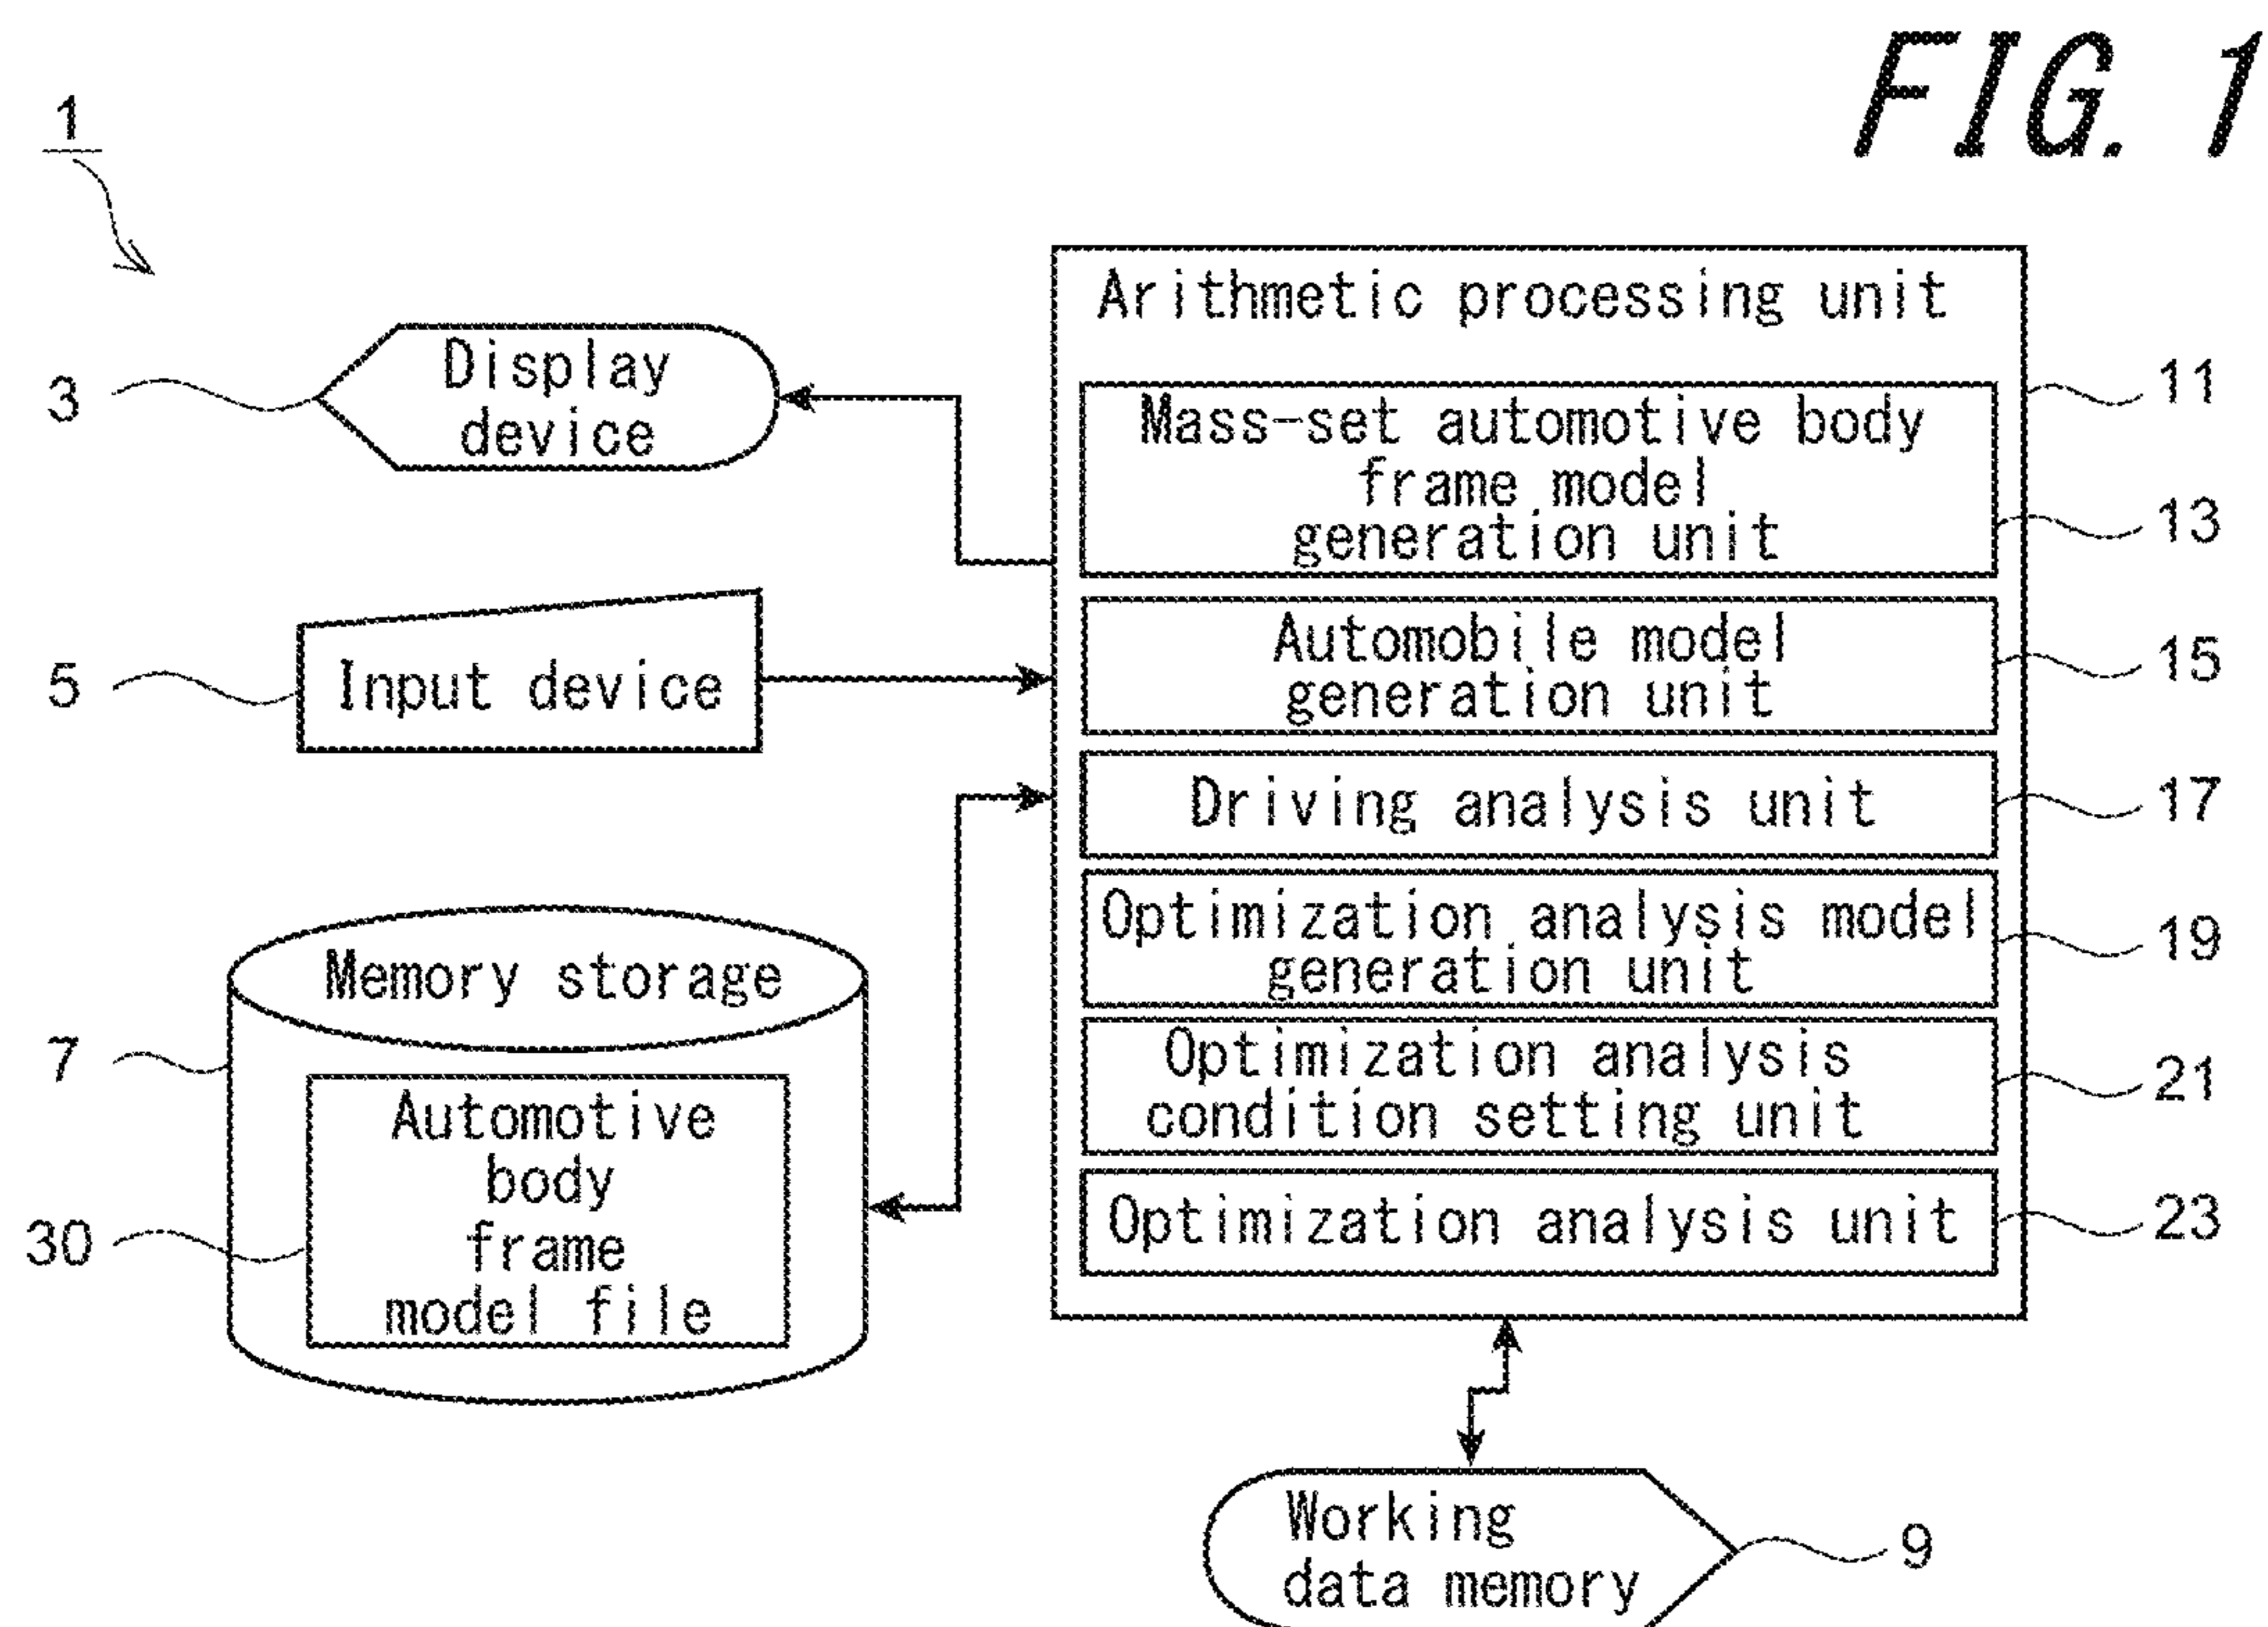 FIG. 1
1
Display
device
3
Input device
5
Memory storage
7
Automotive
body
frame
model file
30
Arithmetic processing unit
11
Mass-set automotive body
frame model
generation unit
13
Automobile model
generation unit
15
Driving analysis unit
17
Optimization analysis model
generation unit
19
Optimization analysis
condition setting unit
21
Optimization analysis unit
23
Working
data memory
9